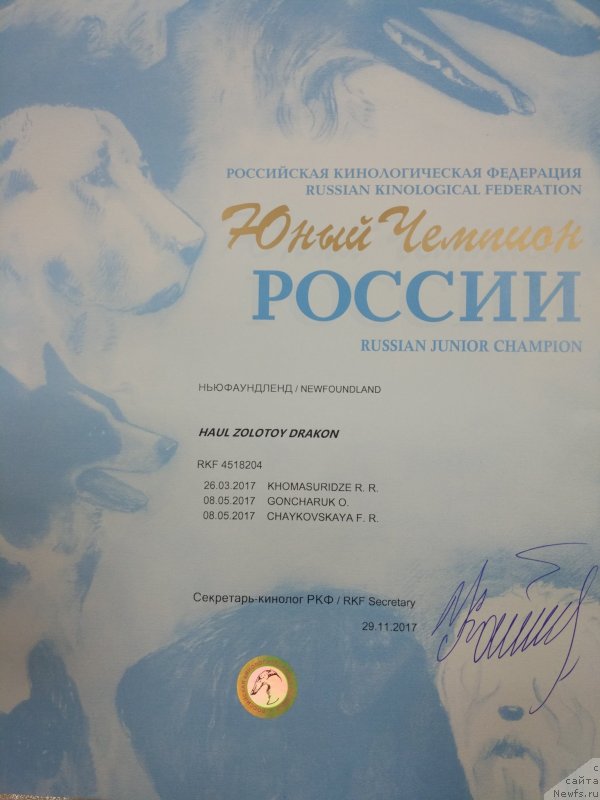 РОССИЙСКАЯ КИНОЛОГИЧЕСКАЯ ФЕДЕРАЦИЯ
RUSSIAN KINOLOGICAL FEDERATION
Юный Чемпион
РОССИИ
RUSSIAN JUNIOR CHAMPION
НЬЮФАУНДЛЕНД / NEWFOUNDLAND
HAUL ZOLOTOY DRAKON
RKF 4518204
26.03.2017 KHOMASURIDZE R. R.
08.05.2017 GONCHARUK O.
08.05.2017 CHAYKOVSKAYA F. R.
Секретарь-кинолог РКФ / RKF Secretary
29.11.2017
с
сайта
Newfs.ru